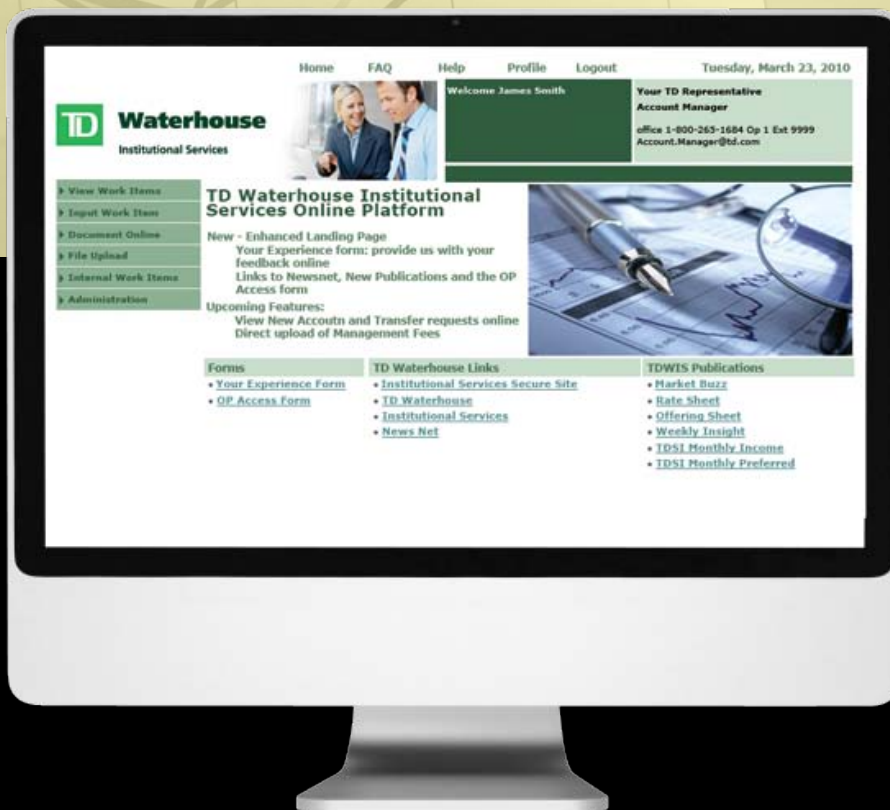 Home FAQ Help Profile Logout Tuesday, March 23, 2010
TD Waterhouse
Institutional Services
Welcome James Smith
Your TD Representative
Account Manager
office 1-800-263-1684 Op 1 Ext 9999
Account.Manager@td.com
View Work Items
Input Work Item
Document Online
File Upload
Internal Work Items
Administration
TD Waterhouse Institutional
Services Online Platform
New - Enhanced Landing Page
Your Experience form: provide us with your
feedback online
Links to Newsnet, New Publications and the OP
Access form
Upcoming Features:
View New Accoutn and Transfer requests online
Direct upload of Management Fees
Forms
• Your Experience Form
• OP Access Form
TD Waterhouse Links
• Institutional Services Secure Site
• TD Waterhouse
• Institutional Services
• News Net
TDWIS Publications
• Market Buzz
• Rate Sheet
• Offering Sheet
• Weekly Insight
• TDSI Monthly Income
• TDSI Monthly Preferred